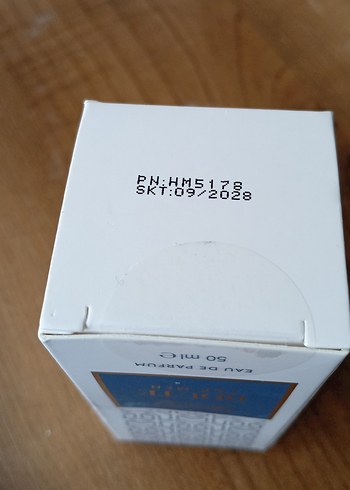 PN:HM5178
SKT:09/2028
50 ml e
EAU DE PARFUM